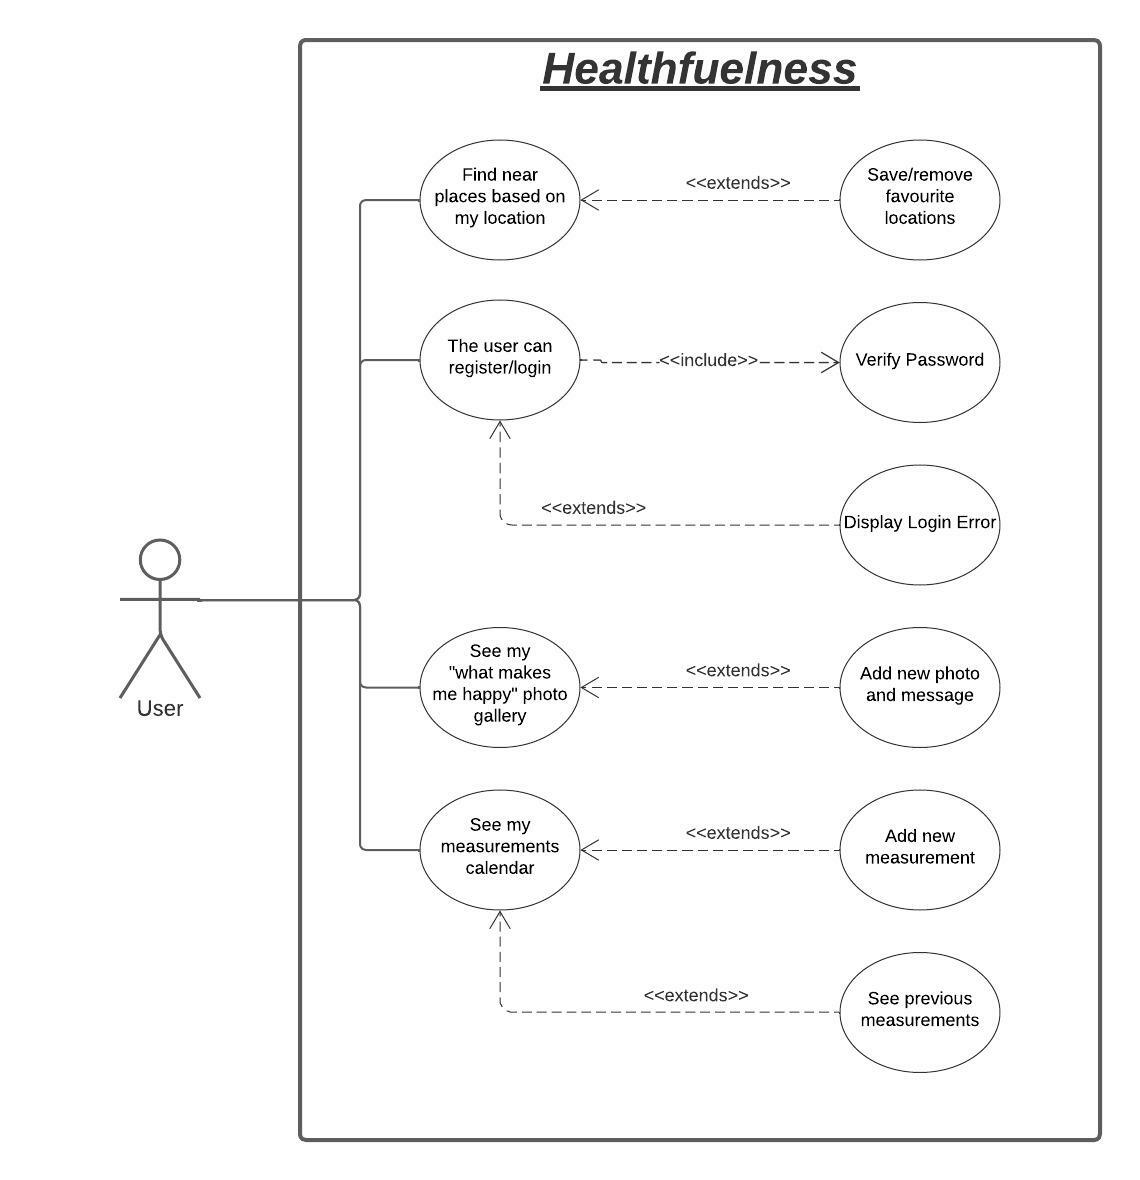 Healthfuelness
Find near
places based on
my location
<<extends>>
Save/remove
favourite
locations
The user can
register/login
<<include>>
Verify Password
<<extends>>
Display Login Error
User
See my
"what makes
me happy" photo
gallery
<<extends>>
Add new photo
and message
See my
measurements
calendar
<<extends>>
Add new
measurement
<<extends>>
See previous
measurements